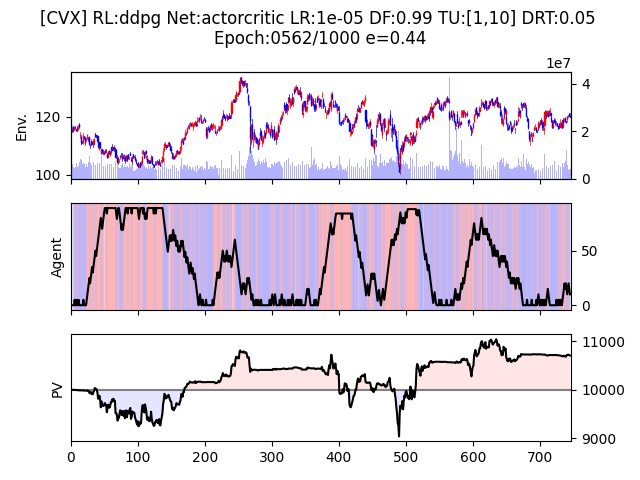 [CVX] RL:ddpg Net:actorcritic LR:1e-05 DF:0.99 TU:[1,10] DRT:0.05
Epoch:0562/1000 e=0.44
1e7
Env.
120
100
4
2
0
Agent
50
0
PV
11000
10000
9000
0 100 200 300 400 500 600 700